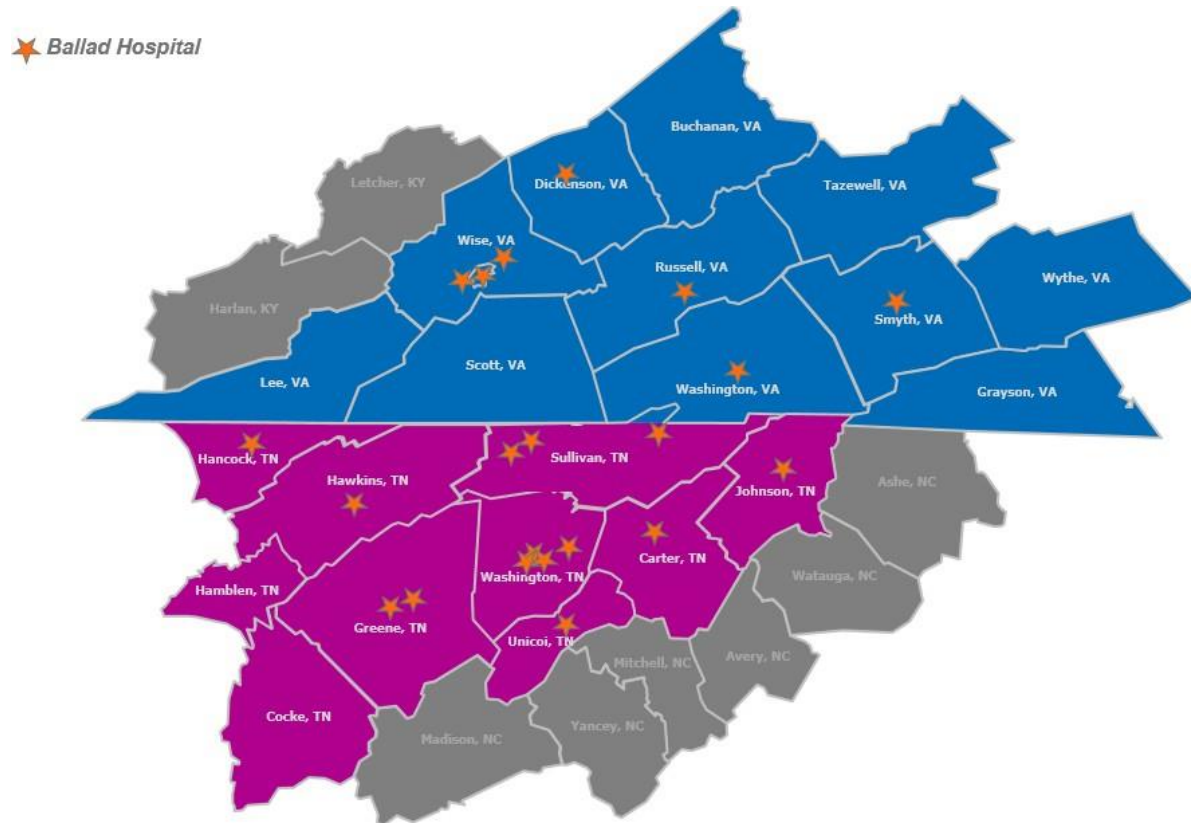 Ballad Hospital
Buchanan, VA
Letcher, KY
Dickenson, VA
Tazewell, VA
Wise, VA
Wythe, VA
Russell, VA
Harlan, KY
Smyth, VA
Scott, VA
Lee, VA
Washington, VA
Grayson, VA
Hancock, TN
Sullivan, TN
Hawkins, TN
Johnson, TN
Ashe, NC
Carter, TN
Washington, TN
Watauga, NC
Hamblen, TN
Greene, TN
Unicoi, TN
Avery, NC
Mitchell, NC
Cocke, TN
Yancey, NC
Madison, NC